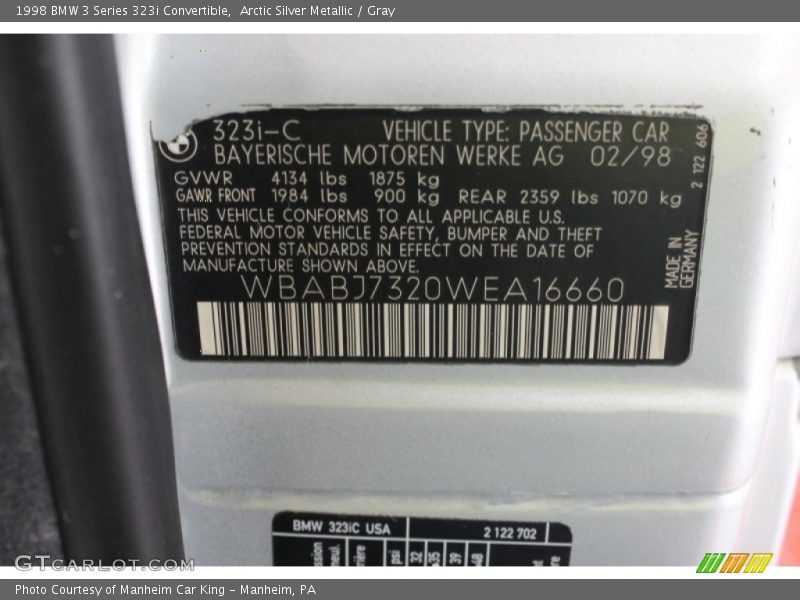 1998 BMW 3 Series 323i Convertible,  Arctic Silver Metallic / Gray
323i-C VEHICLE TYPE: PASSENGER CAR
BAYERISCHE MOTOREN WERKE AG 02/98
GVWR 4134 lbs 1875 kg
GAWR FRONT 1984 lbs 900 kg REAR 2359 lbs 1070 kg
THIS VEHICLE CONFORMS TO ALL APPLICABLE U.S.
FEDERAL MOTOR VEHICLE SAFETY, BUMPER AND THEFT
PREVENTION STANDARDS IN EFFECT ON THE DATE OF
MANUFACTURE SHOWN ABOVE.
WBABJ7320WEA16660
2 122 606
MADE IN
GERMANY
BMW 323iC USA 2 122 702
psi
32
35
39
GTCARLOT.COM
Photo Courtesy of Manheim Car King - Manheim, PA